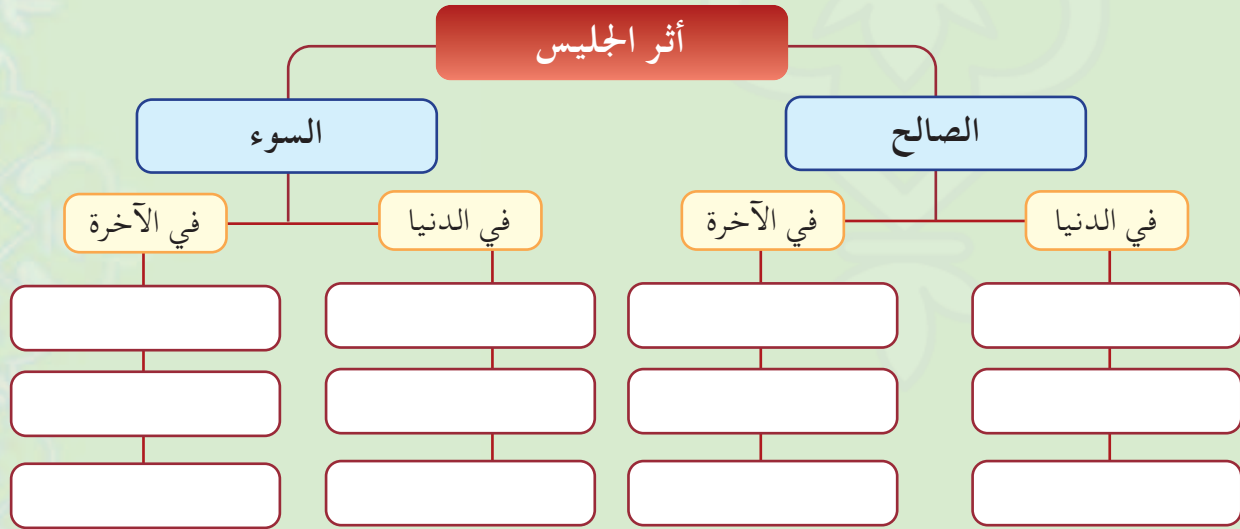 أثر الجليس
الصالح
السوء
في الدنيا
في الآخرة
في الدنيا
في الآخرة